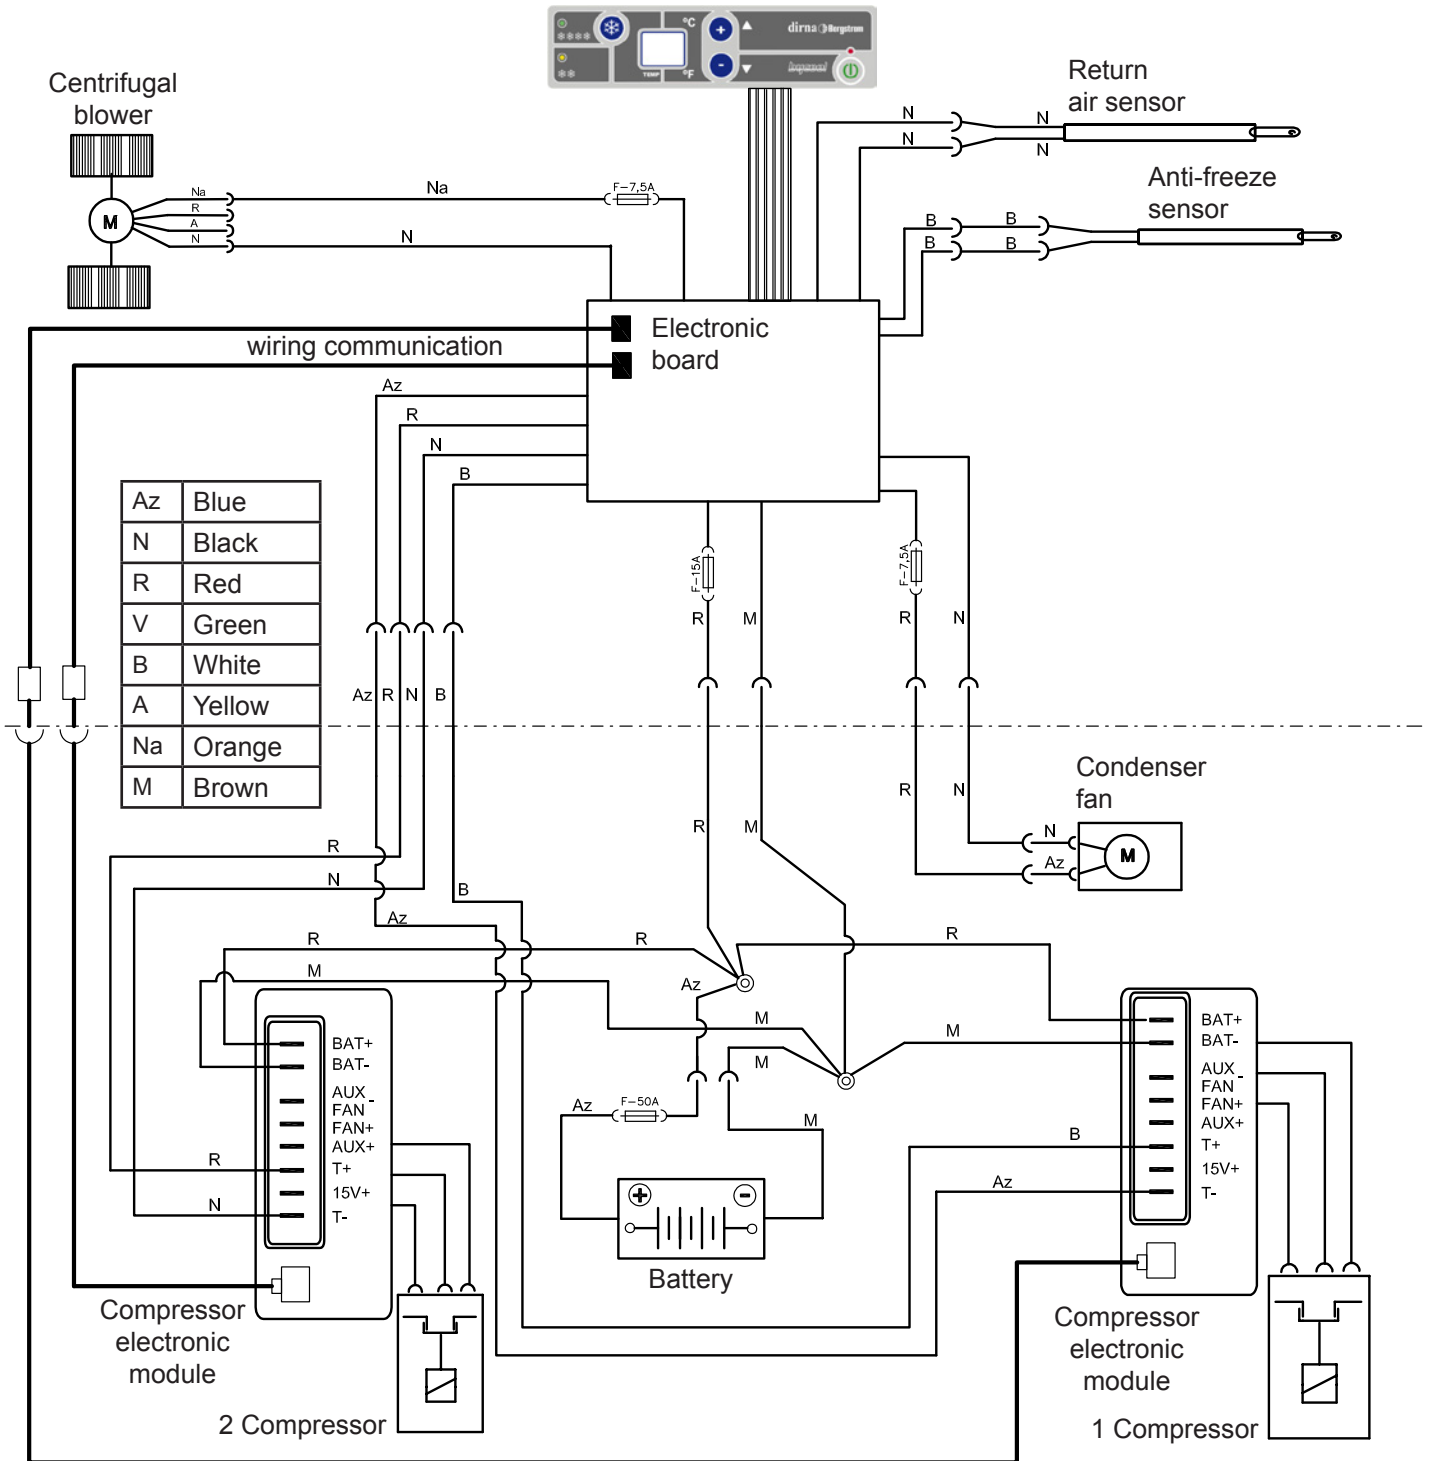 °C
dirna Bergstrom
TEMP
°F
Centrifugal
blower
Return
air sensor
Anti-freeze
sensor
M
Na
R
A
N
Na
F-7,5A
N
N
N
N
N
B
B
B
B
Electronic
board
wiring communication
Az
R
N
B
Az Blue
N Black
R Red
V Green
B White
A Yellow
Na Orange
M Brown
F-15A
F-7,5A
R
M
R
N
Az
R
N
B
R
M
R
N
Condenser
fan
N
Az
M
R
N
B
Az
R
R
R
M
Az
M
M
M
BAT+
BAT-
AUX
FAN -
FAN+
AUX+
T+
15V+
T-
R
N
Az
F-50A
M
+
-
Battery
B
Az
BAT+
BAT-
AUX
FAN -
FAN+
AUX+
T+
15V+
T-
Compressor
electronic
module
2 Compressor
Compressor
electronic
module
1 Compressor